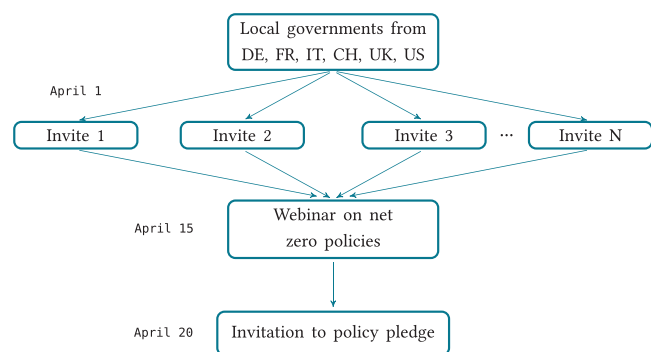 Local governments from
DE, FR, IT, CH, UK, US
April 1
Invite 1
Invite 2
Invite 3
...
Invite N
Webinar on net
zero policies
April 15
Invitation to policy pledge
April 20